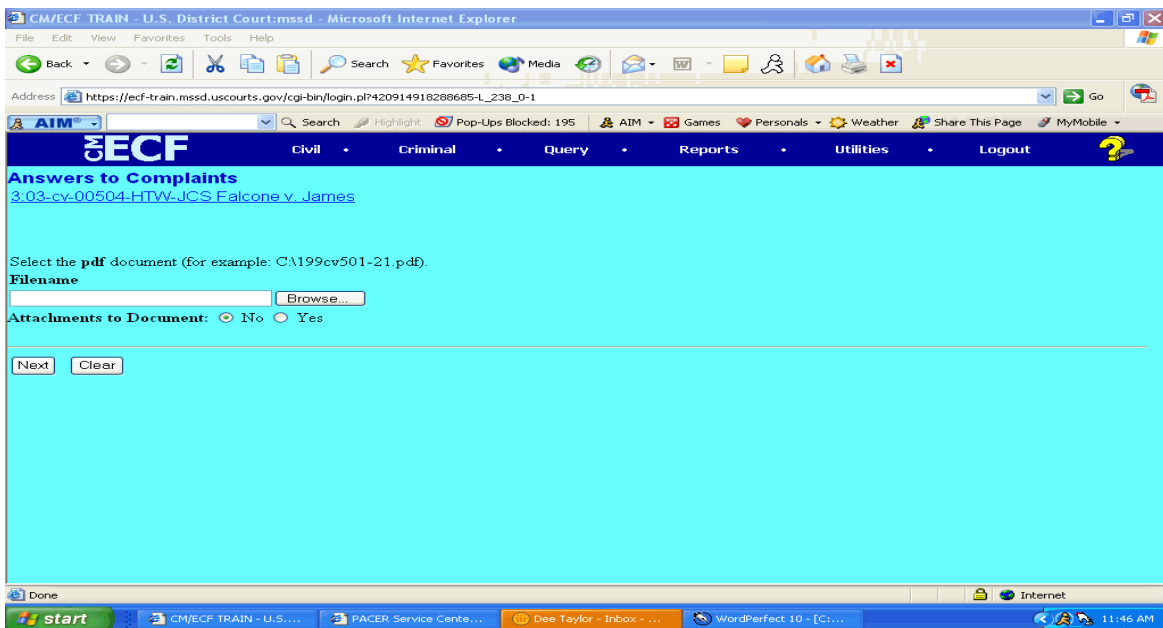 CM/ECF TRAIN - U.S. District Court:mssd - Microsoft Internet Explorer
File Edit View Favorites Tools Help
Back Search Favorites Media
Address https://ecf-train.mssd.uscourts.gov/cgi-bin/login.pl?420914918288685-L_238_0-1 Go
AIM® Search Highlight Pop-Ups Blocked: 195 AIM Games Personals Weather Share This Page MyMobile
CM ECF Civil • Criminal • Query • Reports • Utilities • Logout ?
Answers to Complaints
3:03-cv-00504-HTW-JCS Falcone v. James
Select the pdf document (for example: C:\199cv501-21.pdf).
Filename
Browse...
Attachments to Document: No Yes
Next Clear
Done Internet
start CM/ECF TRAIN - U.S.... PACER Service Cente... Dee Taylor - Inbox - ... WordPerfect 10 - [C:... 11:46 AM